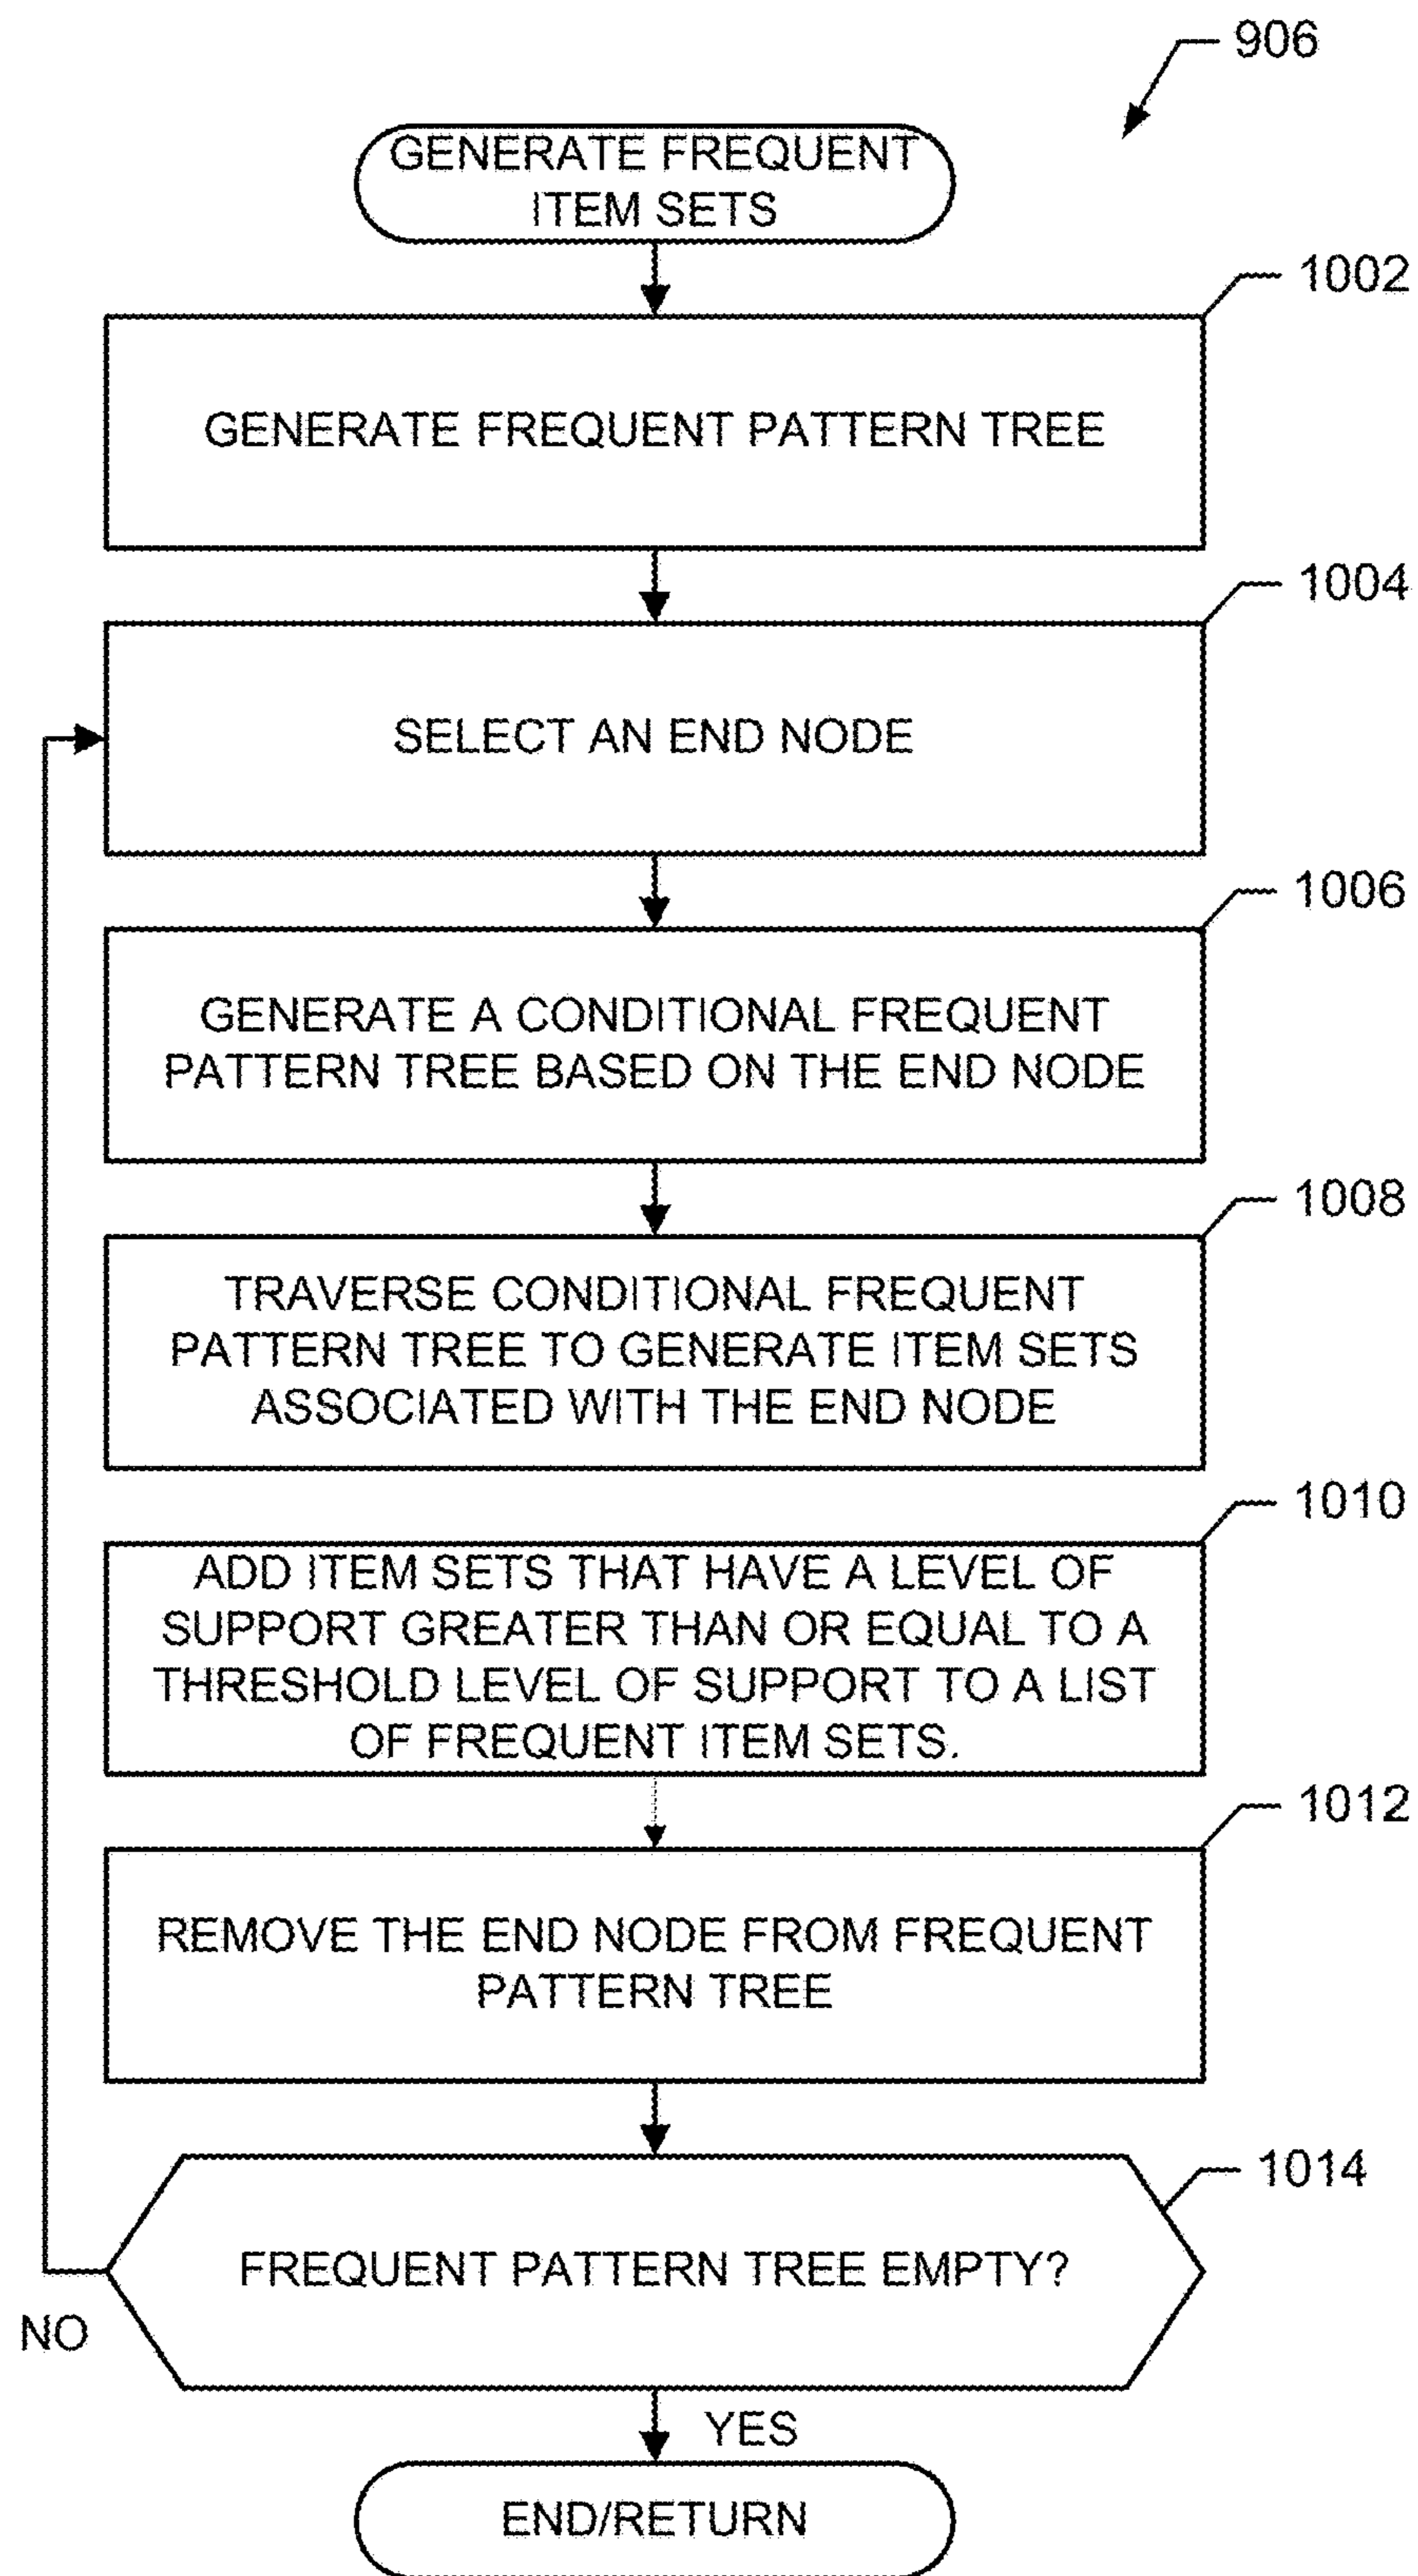 906
GENERATE FREQUENT
ITEM SETS
1002
GENERATE FREQUENT PATTERN TREE
1004
SELECT AN END NODE
1006
GENERATE A CONDITIONAL FREQUENT
PATTERN TREE BASED ON THE END NODE
1008
TRAVERSE CONDITIONAL FREQUENT
PATTERN TREE TO GENERATE ITEM SETS
ASSOCIATED WITH THE END NODE
1010
ADD ITEM SETS THAT HAVE A LEVEL OF
SUPPORT GREATER THAN OR EQUAL TO A
THRESHOLD LEVEL OF SUPPORT TO A LIST
OF FREQUENT ITEM SETS.
1012
REMOVE THE END NODE FROM FREQUENT
PATTERN TREE
1014
FREQUENT PATTERN TREE EMPTY?
NO
YES
END/RETURN